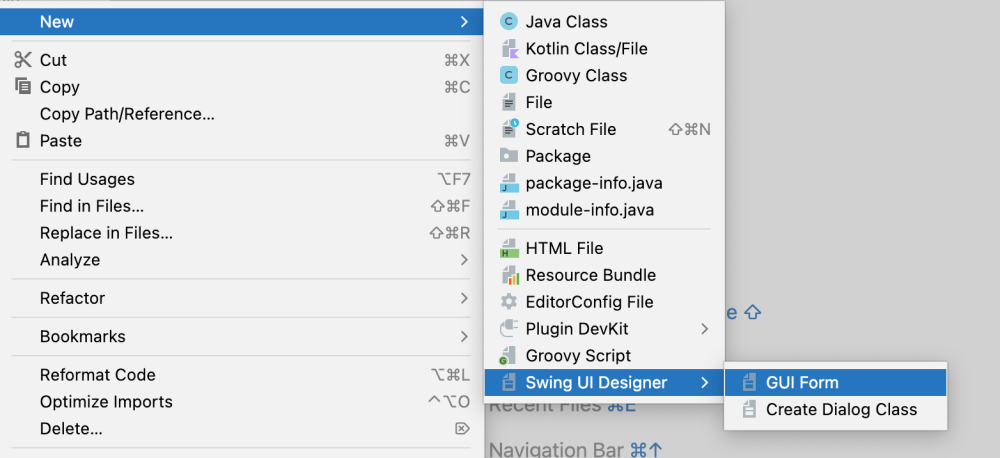 New
Cut ⌘X
Copy ⌘C
Copy Path/Reference...
Paste ⌘V
Find Usages ⌥F7
Find in Files... ⇧⌘F
Replace in Files... ⇧⌘R
Analyze
Refactor
Bookmarks
Reformat Code ⌥⌘L
Optimize Imports ⌃⌥O
Delete... ⌦
Java Class
Kotlin Class/File
Groovy Class
File
Scratch File ⇧⌘N
Package
package-info.java
module-info.java
HTML File
Resource Bundle
EditorConfig File
Plugin DevKit
Groovy Script
Swing UI Designer
GUI Form
Create Dialog Class
e ⇧
Recent Files ⌘E
Navigation Bar ⌘↑